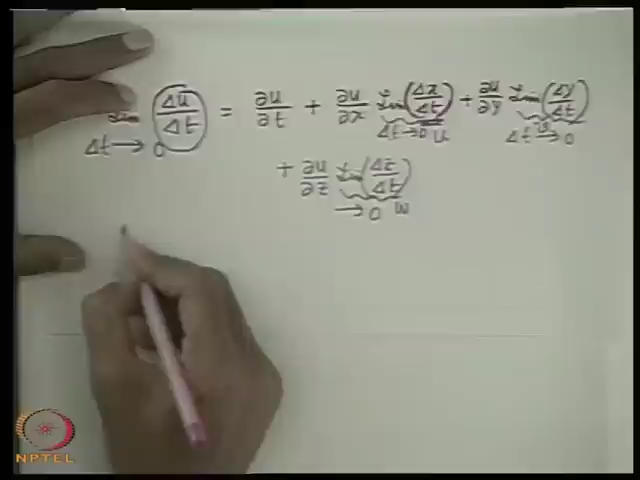 lim Δu/Δt = ∂u/∂t + ∂u/∂x lim (Δx/Δt) + ∂u/∂y lim (Δy/Δt)
Δt → 0 Δt → 0 u Δt → 0 v
+ ∂u/∂z lim (Δz/Δt)
→ 0 w
NPTEL